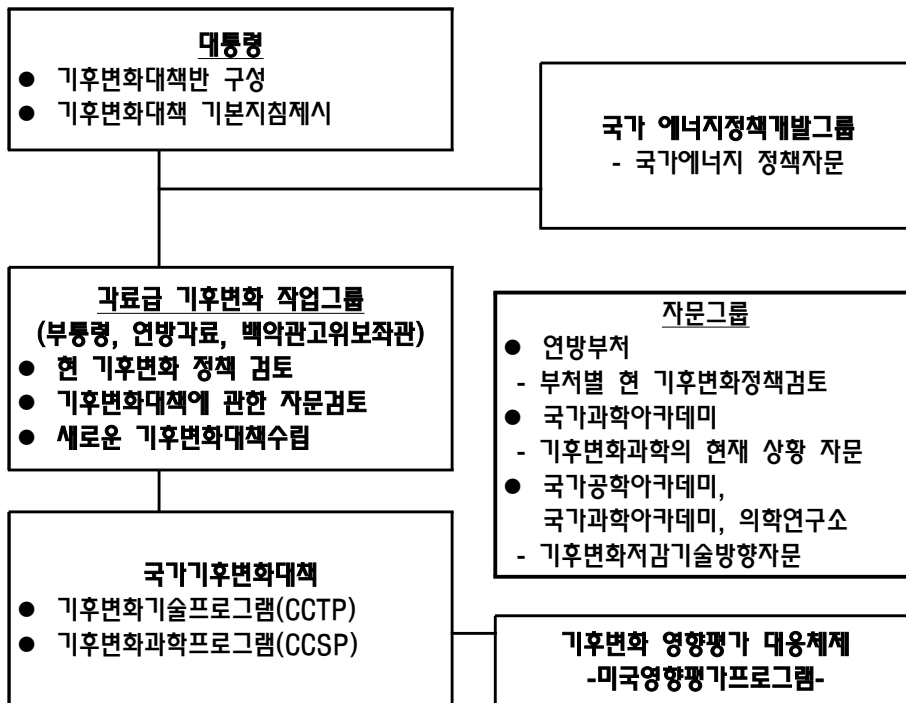 대통령
● 기후변화대책반 구성
● 기후변화대책 기본지침제시
국가 에너지정책개발그룹
- 국가에너지 정책자문
각료급 기후변화 작업그룹
(부통령, 연방각료, 백악관고위보좌관)
● 현 기후변화 정책 검토
● 기후변화대책에 관한 자문검토
● 새로운 기후변화대책수립
자문그룹
● 연방부처
- 부처별 현 기후변화정책검토
● 국가과학아카데미
- 기후변화과학의 현재 상황 자문
● 국가공학아카데미,
국가과학아카데미, 의학연구소
- 기후변화저감기술방향자문
국가기후변화대책
● 기후변화기술프로그램(CCTP)
● 기후변화과학프로그램(CCSP)
기후변화 영향평가 대응체제
-미국영향평가프로그램-